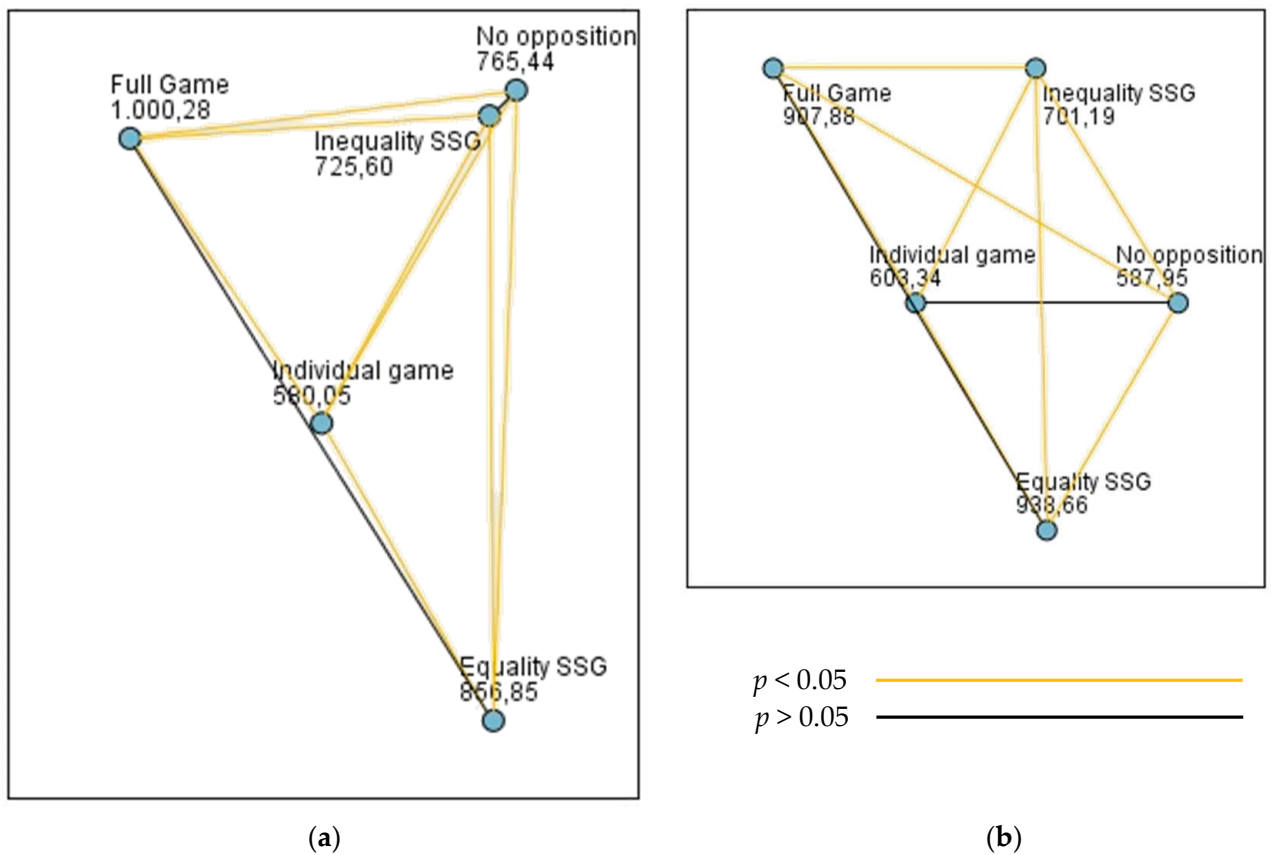 No opposition
765,44
Full Game
1.000,28
Inequality SSG
725,60
Individual game
580,05
Equality SSG
856,85
(a)
Full Game
907,88
Inequality SSG
701,19
Individual game
603,34
No opposition
587,95
Equality SSG
938,66
p < 0.05
p > 0.05
(b)